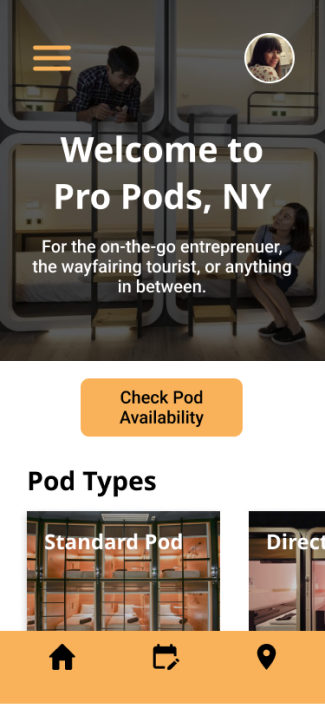 Welcome to
Pro Pods, NY
For the on-the-go entreprenuer,
the wayfairing tourist, or anything
in between.
Check Pod
Availability
Pod Types
Standard Pod
Direct